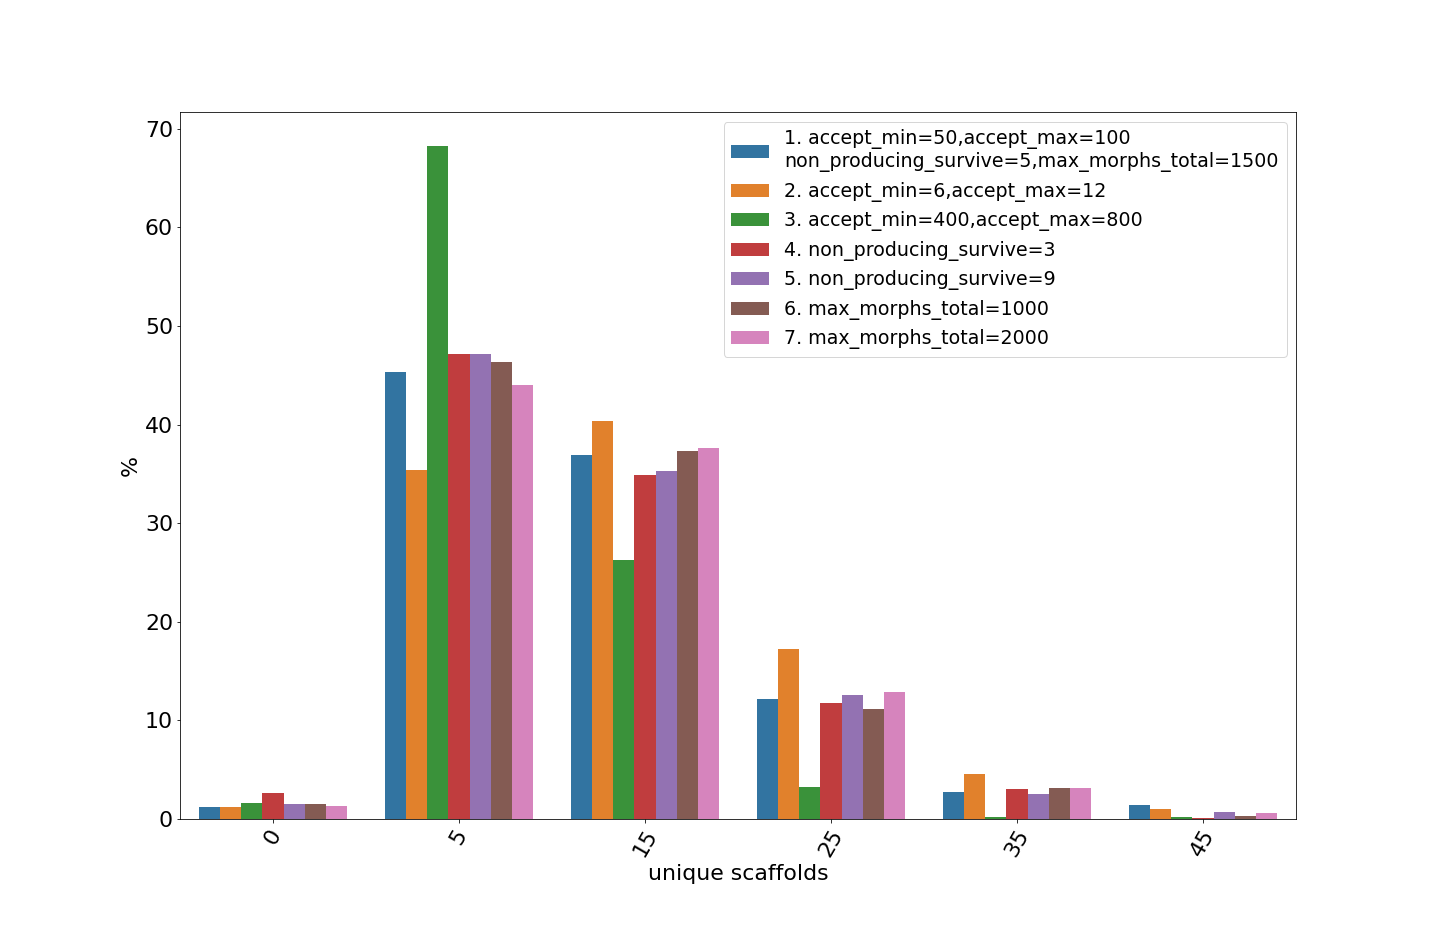 70
60
50
40
30
20
10
0
%
1. accept_min=50,accept_max=100
non_producing_survive=5,max_morphs_total=1500
2. accept_min=6,accept_max=12
3. accept_min=400,accept_max=800
4. non_producing_survive=3
5. non_producing_survive=9
6. max_morphs_total=1000
7. max_morphs_total=2000
0 5 15 25 35 45
unique scaffolds